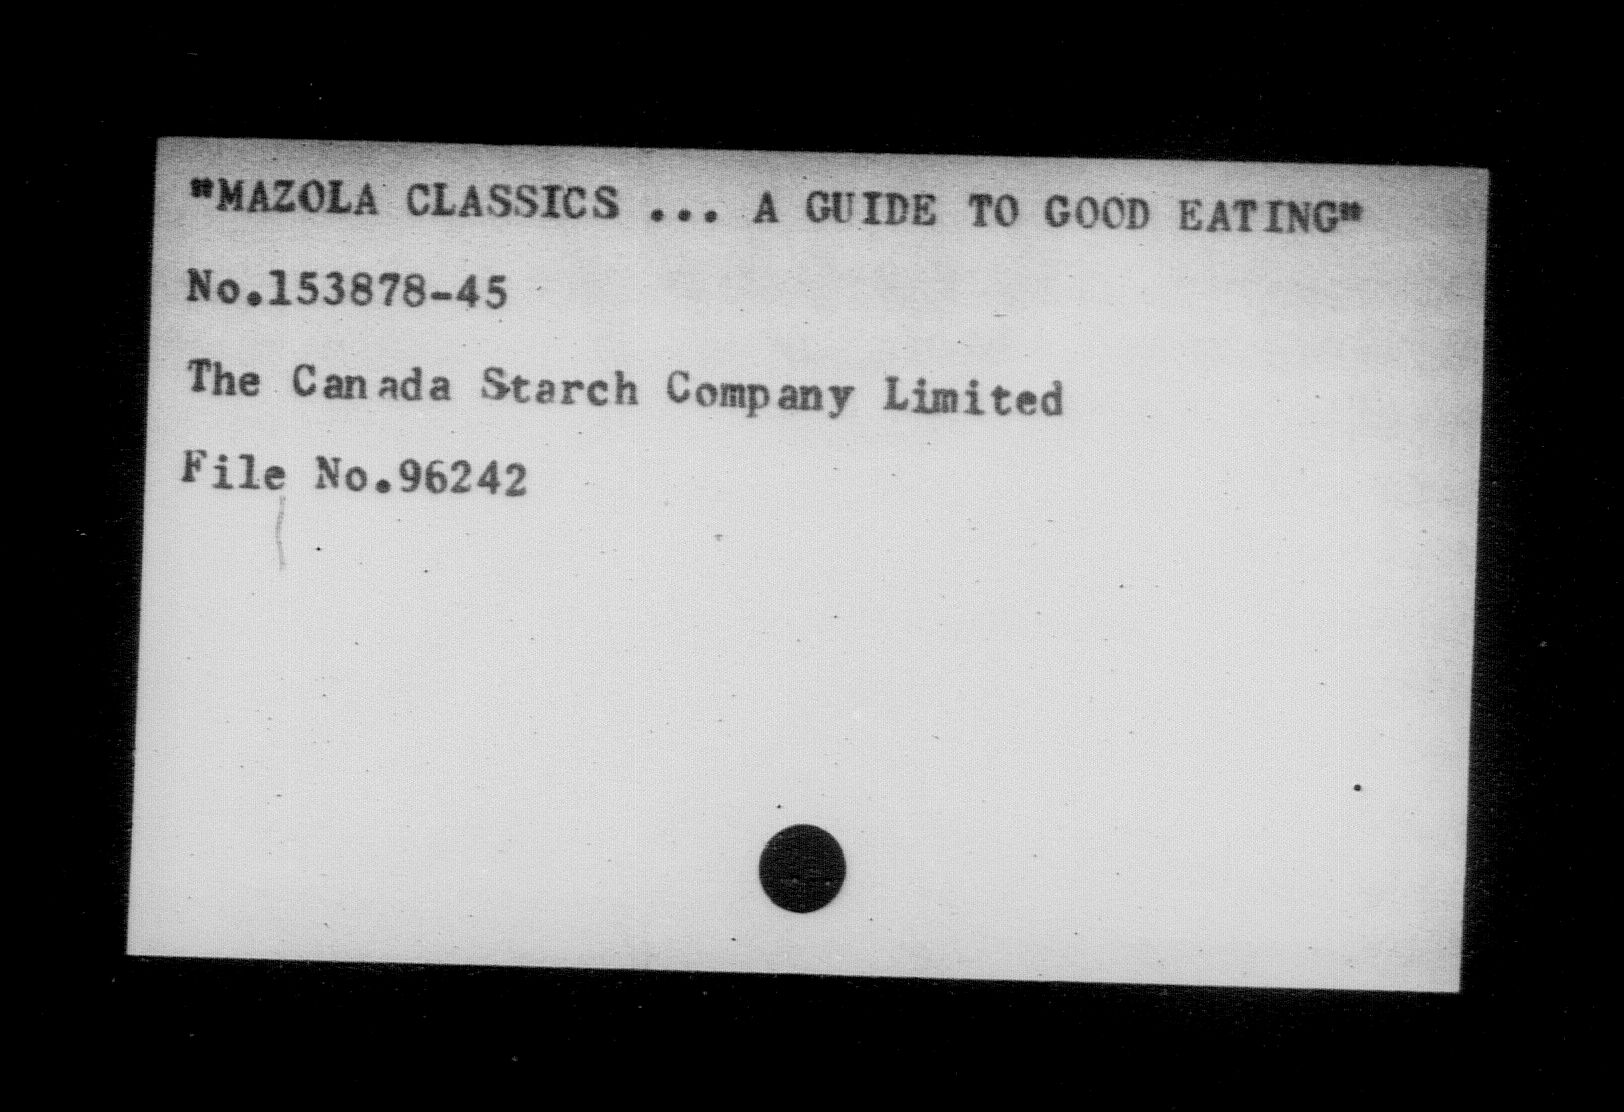 "MAZOLA CLASSICS ... A GUIDE TO GOOD EATING"
No.153878-45
The Canada Starch Company Limited
File No.96242